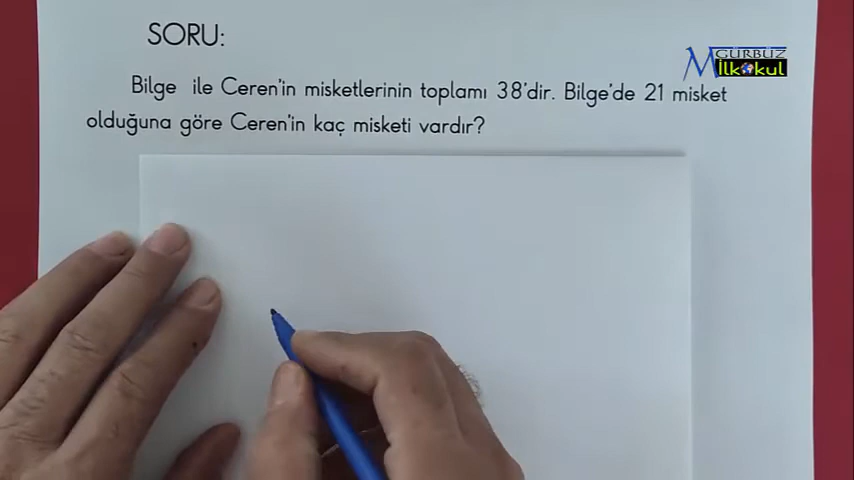 SORU:
GÜRBÜZ
İlkokul
Bilge ile Ceren'in misketlerinin toplamı 38'dir. Bilge'de 21 misket
olduğuna göre Ceren'in kaç misketi vardır?